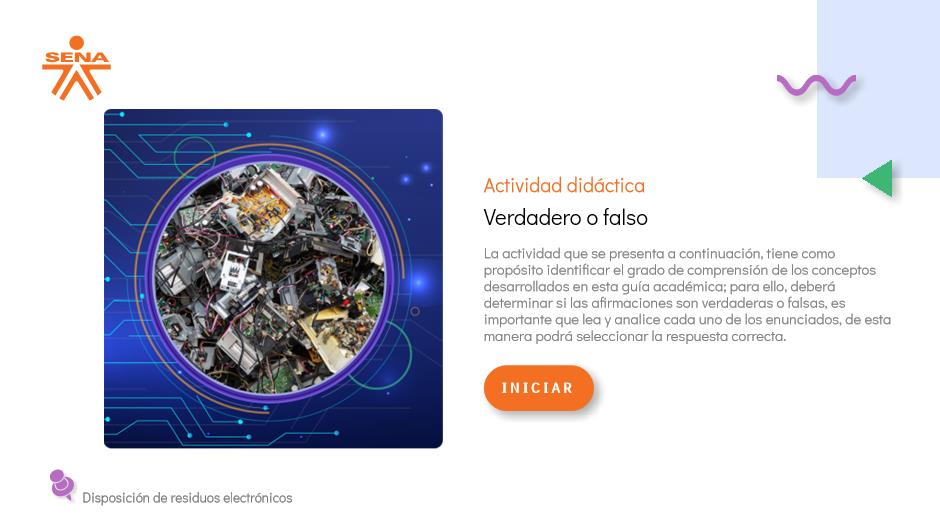 SENA
Actividad didáctica
Verdadero o falso
La actividad que se presenta a continuación, tiene como
propósito identificar el grado de comprensión de los conceptos
desarrollados en esta guía académica; para ello, deberá
determinar si las afirmaciones son verdaderas o falsas, es
importante que lea y analice cada uno de los enunciados, de esta
manera podrá seleccionar la respuesta correcta.
INICIAR
Disposición de residuos electrónicos